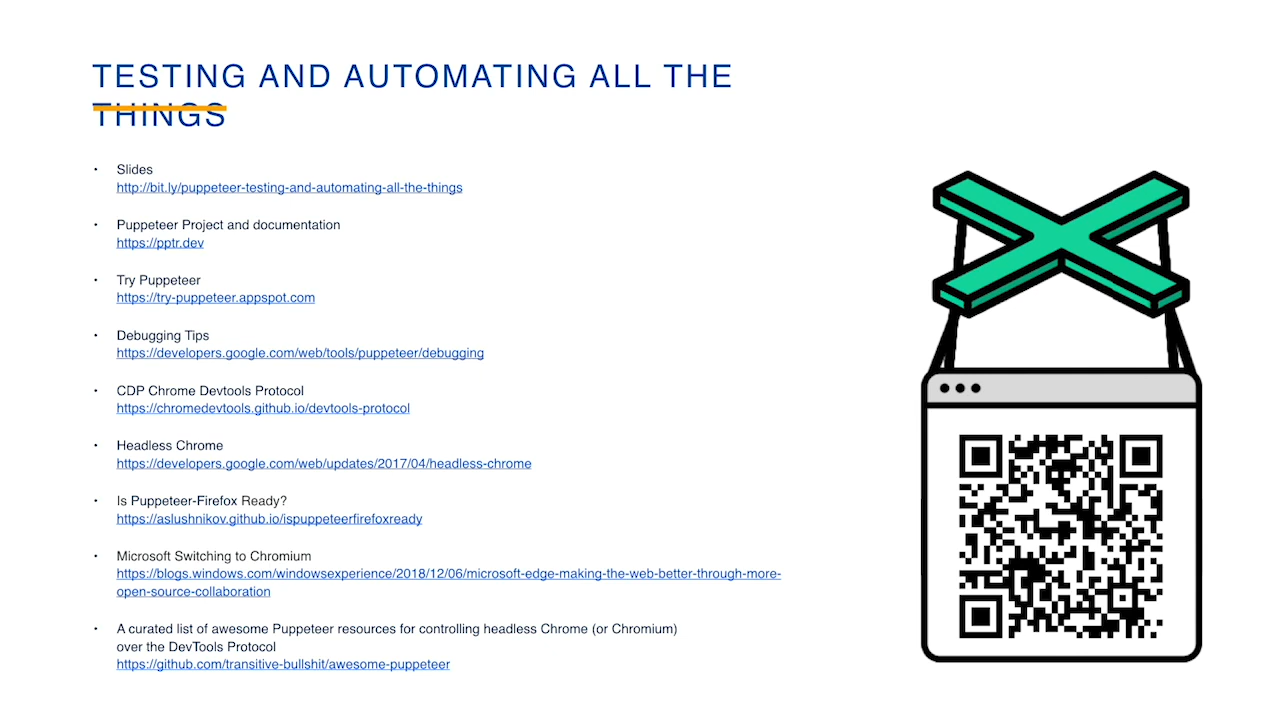 TESTING AND AUTOMATING ALL THE
THINGS
• Slides
http://bit.ly/puppeteer-testing-and-automating-all-the-things
• Puppeteer Project and documentation
https://pptr.dev
• Try Puppeteer
https://try-puppeteer.appspot.com
• Debugging Tips
https://developers.google.com/web/tools/puppeteer/debugging
• CDP Chrome Devtools Protocol
https://chromedevtools.github.io/devtools-protocol
• Headless Chrome
https://developers.google.com/web/updates/2017/04/headless-chrome
• Is Puppeteer-Firefox Ready?
https://aslushnikov.github.io/ispuppeteerfirefoxready
• Microsoft Switching to Chromium
https://blogs.windows.com/windowsexperience/2018/12/06/microsoft-edge-making-the-web-better-through-more-
open-source-collaboration
• A curated list of awesome Puppeteer resources for controlling headless Chrome (or Chromium)
over the DevTools Protocol
https://github.com/transitive-bullshit/awesome-puppeteer